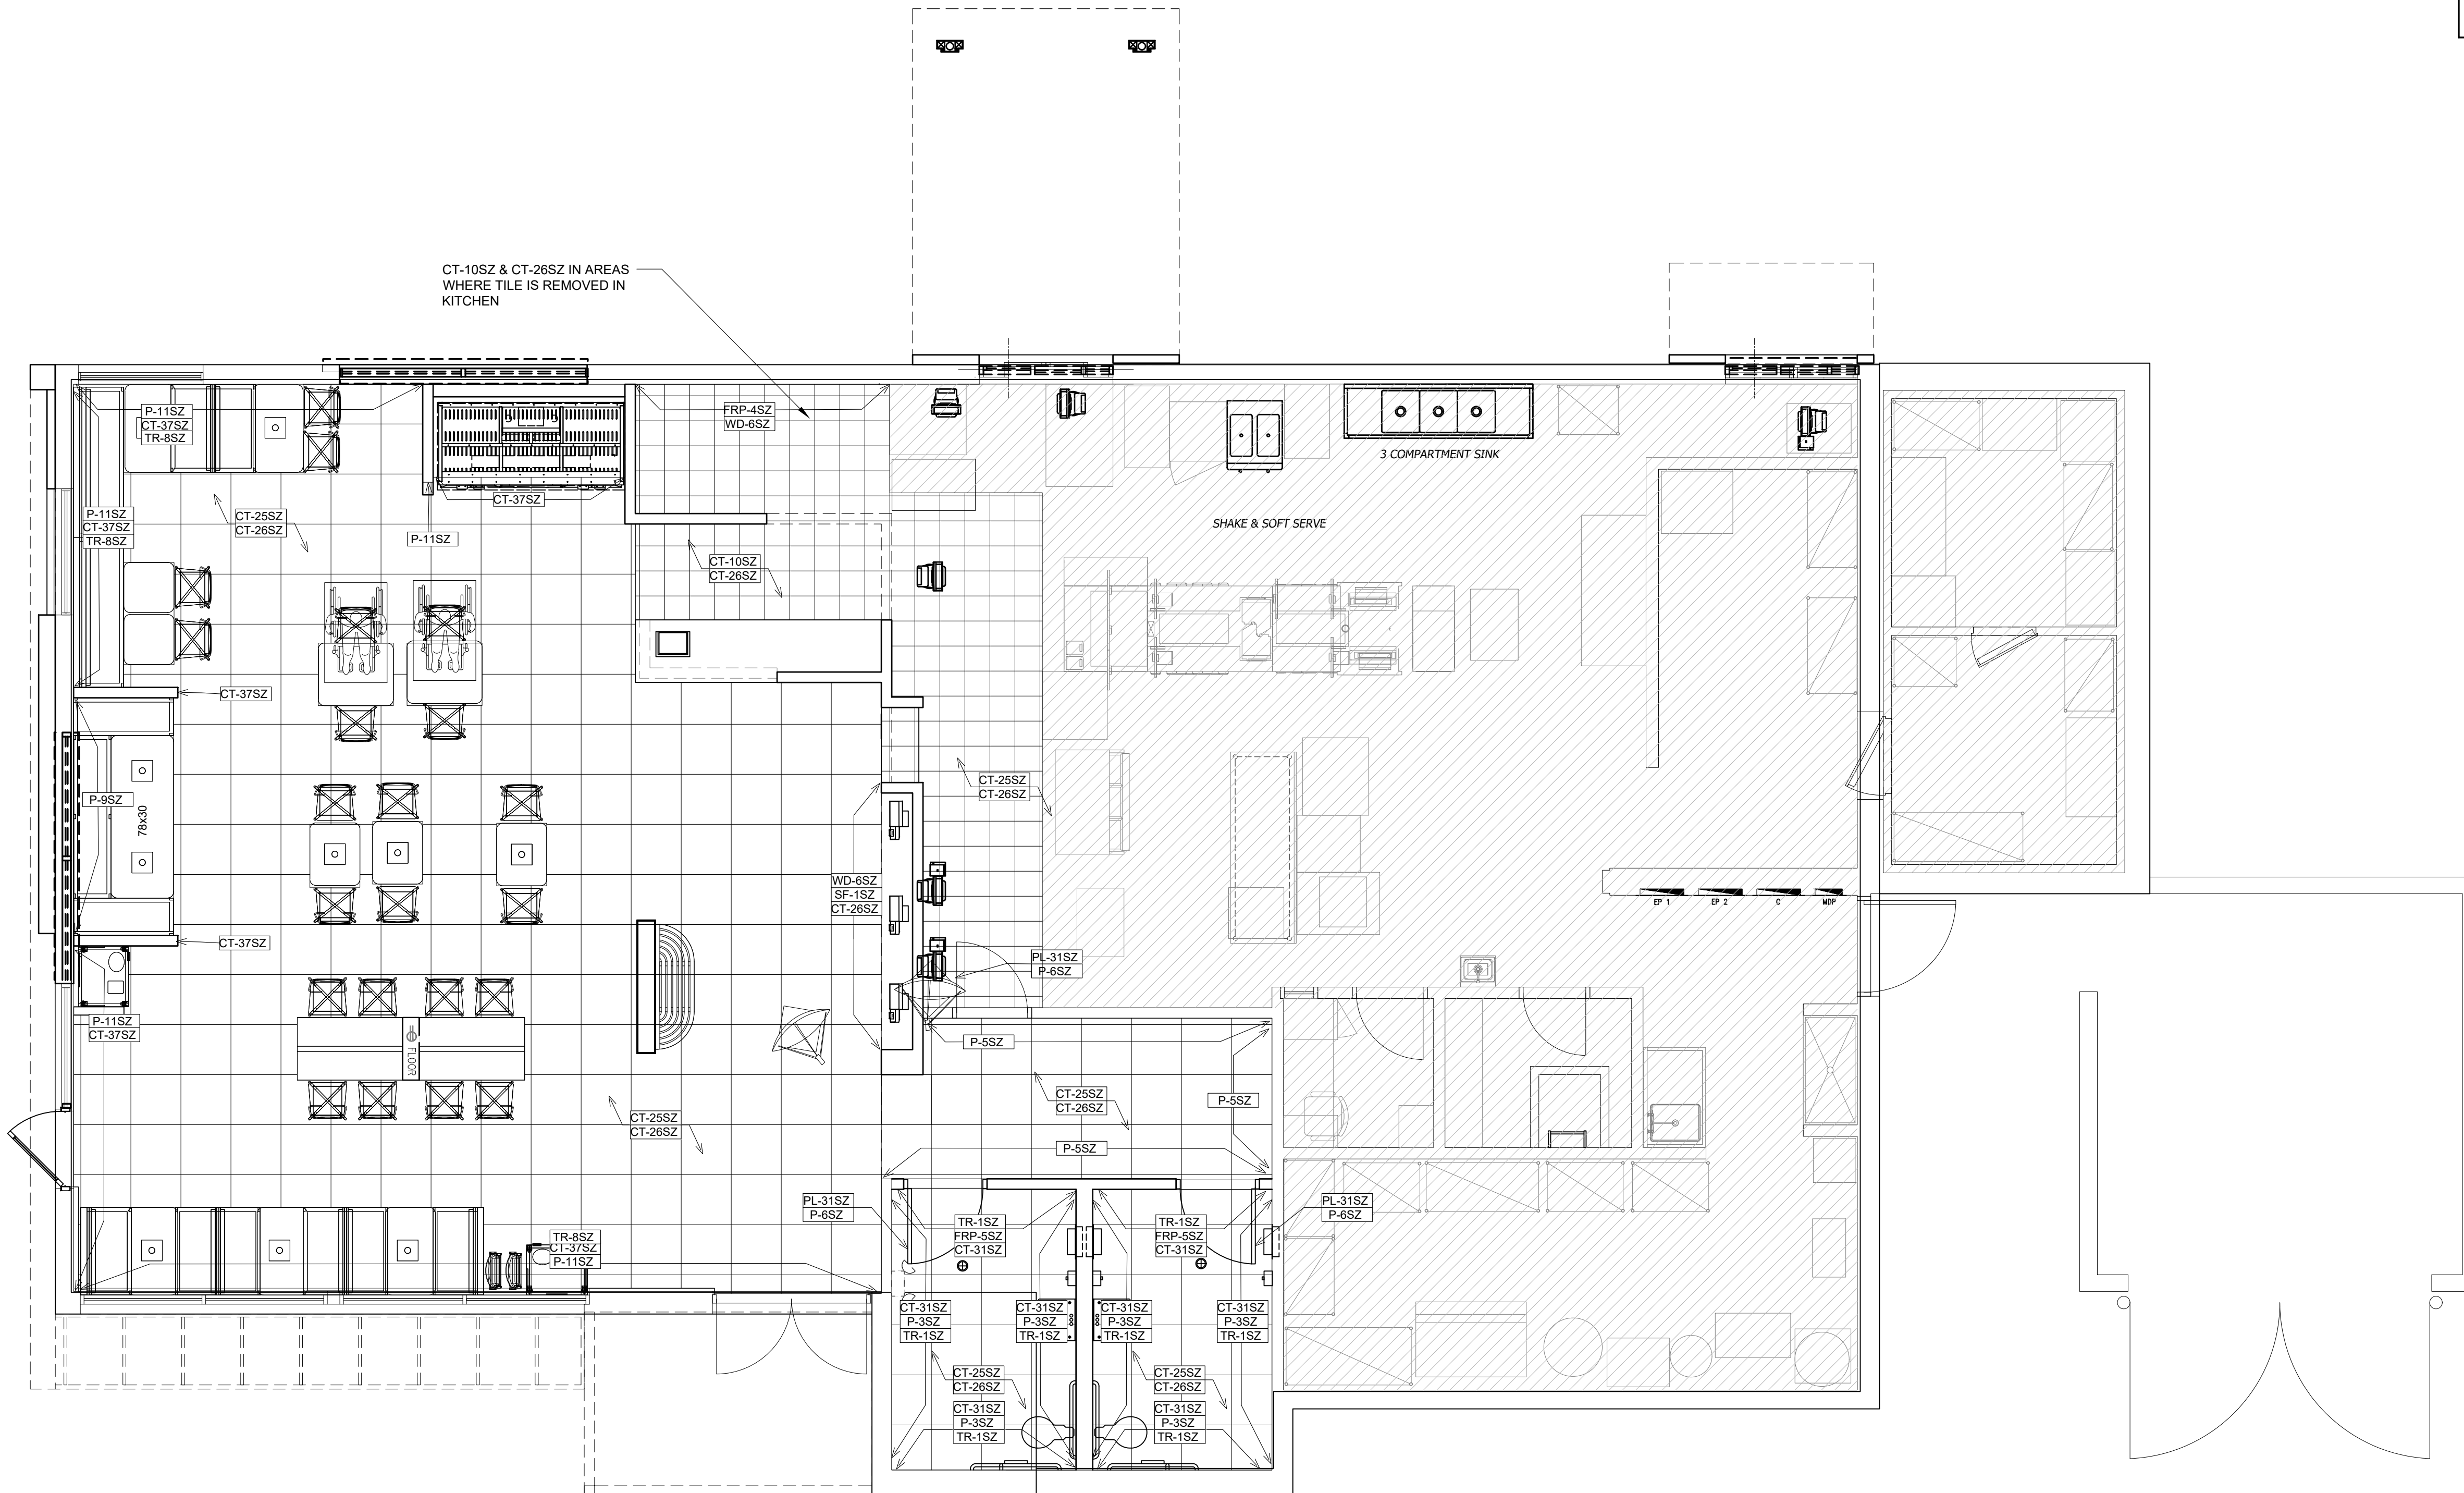 CT-10SZ & CT-26SZ IN AREAS
WHERE TILE IS REMOVED IN
KITCHEN
P-11SZ
CT-37SZ
TR-8SZ
FRP-4SZ
WD-6SZ
3 COMPARTMENT SINK
CT-37SZ
P-11SZ
CT-37SZ
TR-8SZ
CT-25SZ
CT-26SZ
P-11SZ
SHAKE & SOFT SERVE
CT-10SZ
CT-26SZ
CT-37SZ
CT-25SZ
CT-26SZ
P-9SZ
78x30
WD-6SZ
SF-1SZ
CT-26SZ
EP 1
EP 2
C
MDP
CT-37SZ
PL-31SZ
P-6SZ
P-11SZ
CT-37SZ
FLOOR
P-5SZ
CT-25SZ
CT-26SZ
P-5SZ
CT-25SZ
CT-26SZ
P-5SZ
PL-31SZ
P-6SZ
PL-31SZ
P-6SZ
TR-1SZ
FRP-5SZ
CT-31SZ
TR-1SZ
FRP-5SZ
CT-31SZ
TR-8SZ
CT-37SZ
P-11SZ
CT-31SZ
P-3SZ
TR-1SZ
CT-31SZ
P-3SZ
TR-1SZ
CT-31SZ
P-3SZ
TR-1SZ
CT-31SZ
P-3SZ
TR-1SZ
CT-25SZ
CT-26SZ
CT-25SZ
CT-26SZ
CT-31SZ
P-3SZ
TR-1SZ
CT-31SZ
P-3SZ
TR-1SZ